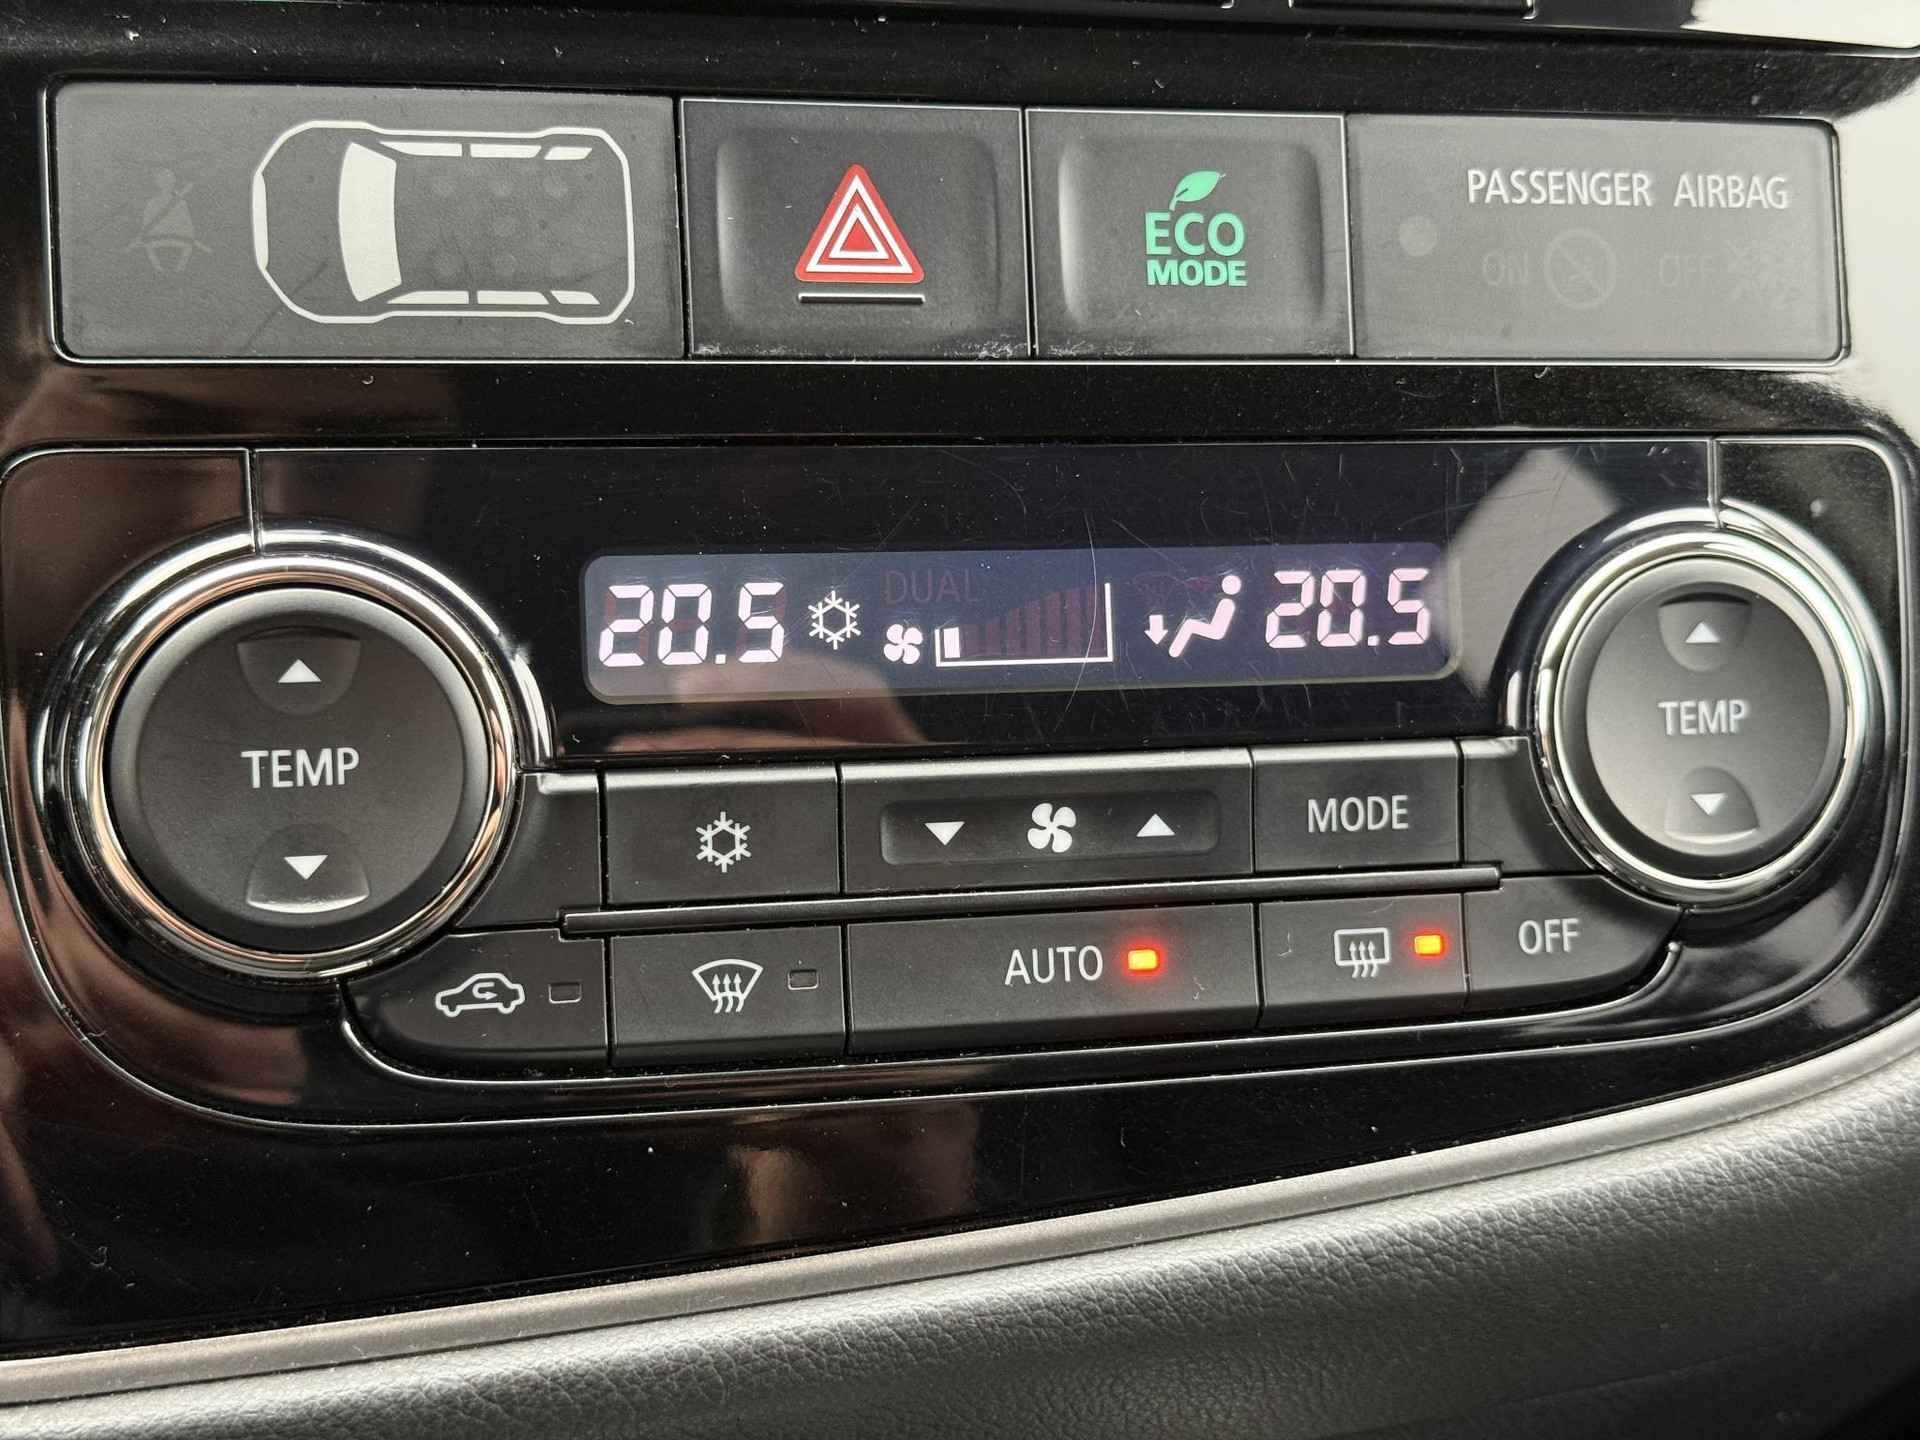 PASSENGER AIRBAG
ECO
MODE
ON OFF
DUAL
20.5 20.5
TEMP
TEMP
MODE
AUTO
OFF